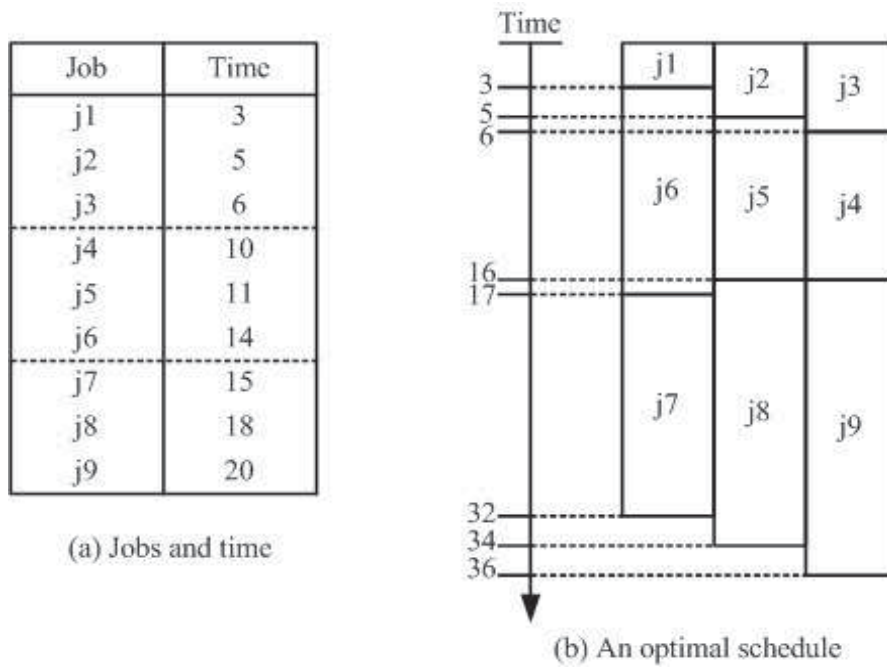 Job Time
j1 3
j2 5
j3 6
j4 10
j5 11
j6 14
j7 15
j8 18
j9 20
(a) Jobs and time
Time
j1
j2
j3
3
5
6
j6
j5
j4
16
17
j7
j8
j9
32
34
36
(b) An optimal schedule